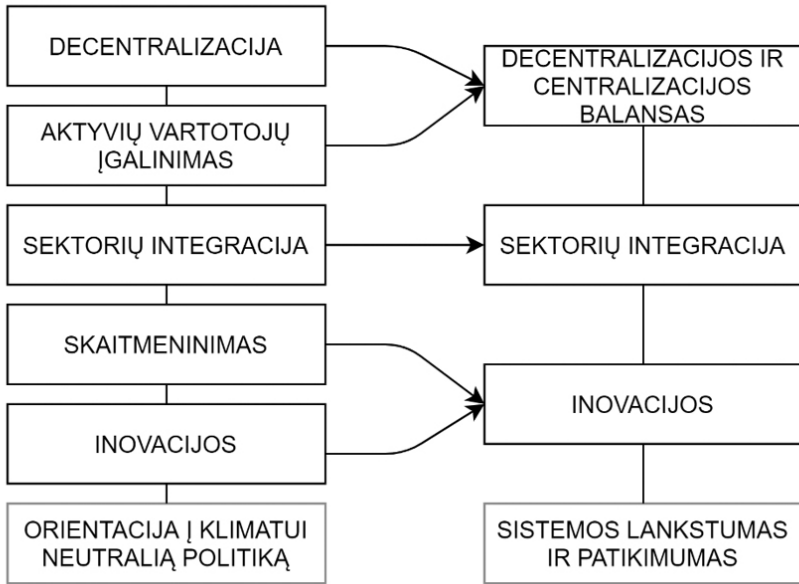 DECENTRALIZACIJA
AKTYVIŲ VARTOTOJŲ
ĮGALINIMAS
SEKTORIŲ INTEGRACIJA
SKAITMENINIMAS
INOVACIJOS
ORIENTACIJA Į KLIMATUI
NEUTRALIĄ POLITIKĄ
DECENTRALIZACIJOS IR
CENTRALIZACIJOS
BALANSAS
SEKTORIŲ INTEGRACIJA
INOVACIJOS
SISTEMOS LANKSTUMAS
IR PATIKIMUMAS